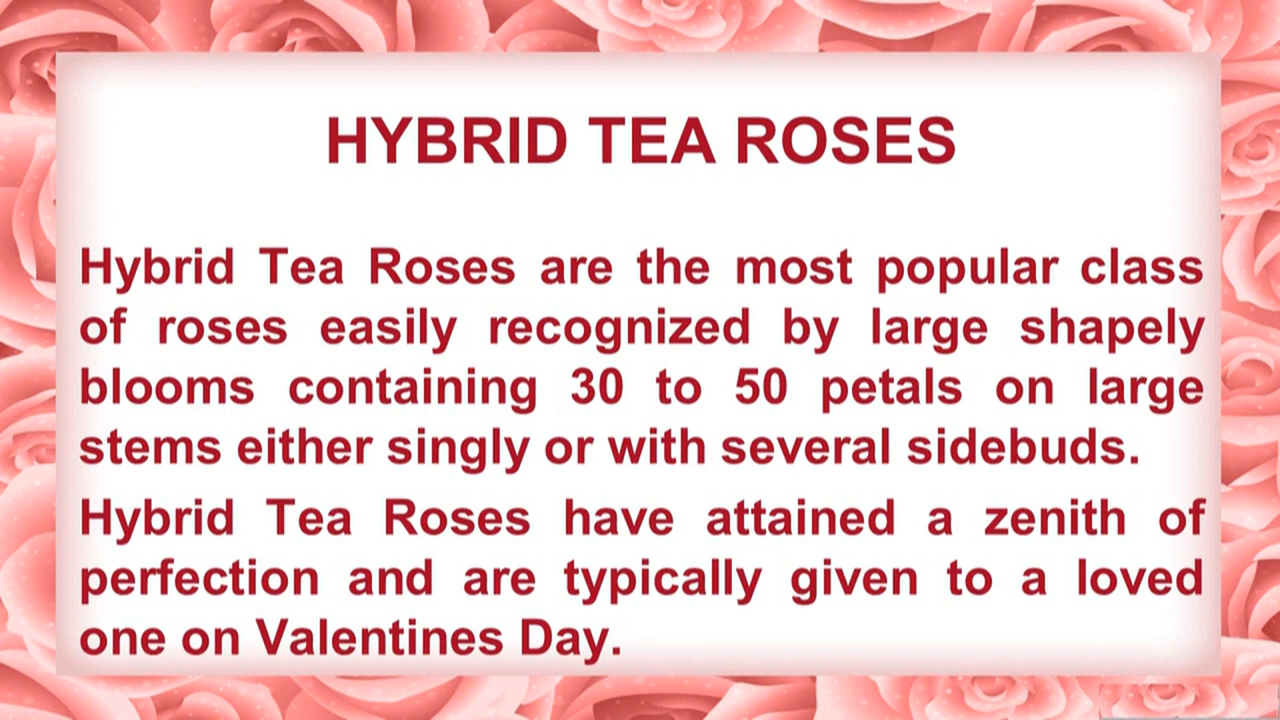 HYBRID TEA ROSES
Hybrid Tea Roses are the most popular class
of roses easily recognized by large shapely
blooms containing 30 to 50 petals on large
stems either singly or with several sidebuds.
Hybrid Tea Roses have attained a zenith of
perfection and are typically given to a loved
one on Valentines Day.